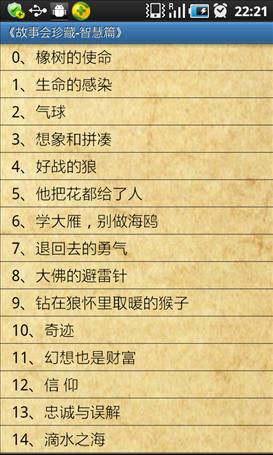 22:21
《故事会珍藏-智慧篇》
0、橡树的使命
1、生命的感染
2、气球
3、想象和拼凑
4、好战的狼
5、他把花都给了人
6、学大雁，别做海鸥
7、退回去的勇气
8、大佛的避雷针
9、钻在狼怀里取暖的猴子
10、奇迹
11、幻想也是财富
12、信仰
13、忠诚与误解
14、滴水之海